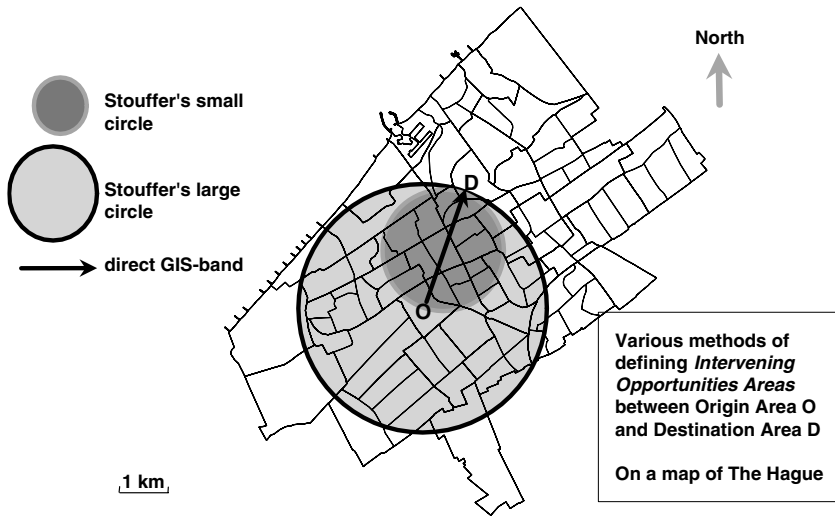 North
Stouffer's small
circle
Stouffer's large
circle
direct GIS-band
D
O
Various methods of
defining Intervening
Opportunities Areas
between Origin Area O
and Destination Area D
On a map of The Hague
1 km